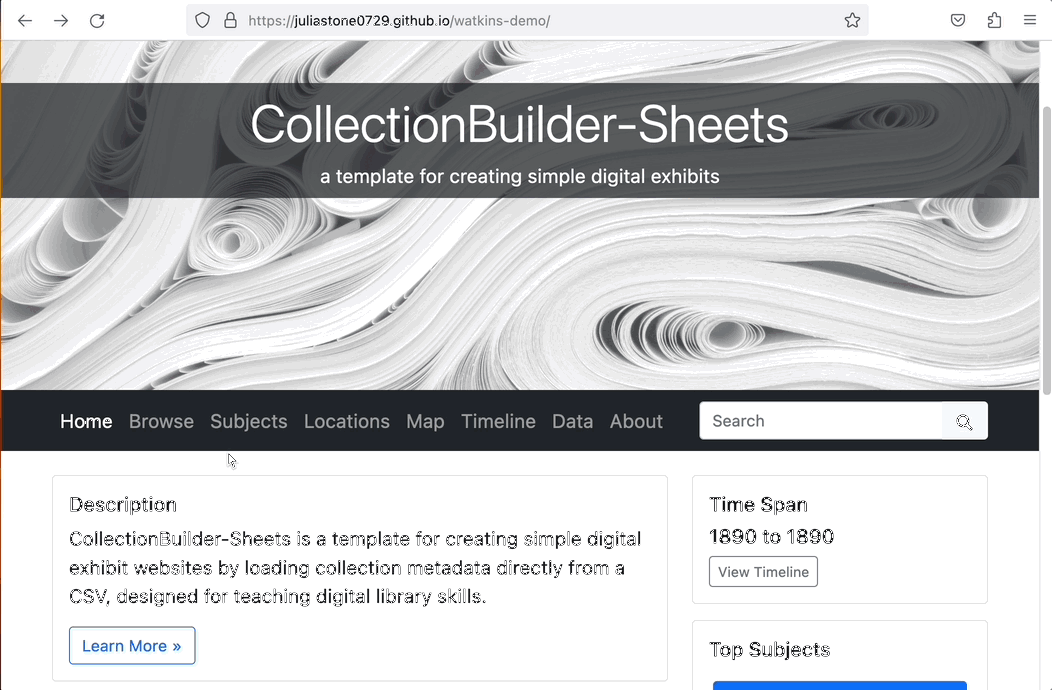 https://juliastone0729.github.io/watkins-demo/
CollectionBuilder-Sheets
a template for creating simple digital exhibits
Home Browse Subjects Locations Map Timeline Data About Search
Description
CollectionBuilder-Sheets is a template for creating simple digital
exhibit websites by loading collection metadata directly from a
CSV, designed for teaching digital library skills.
Learn More »
Time Span
1890 to 1890
View Timeline
Top Subjects